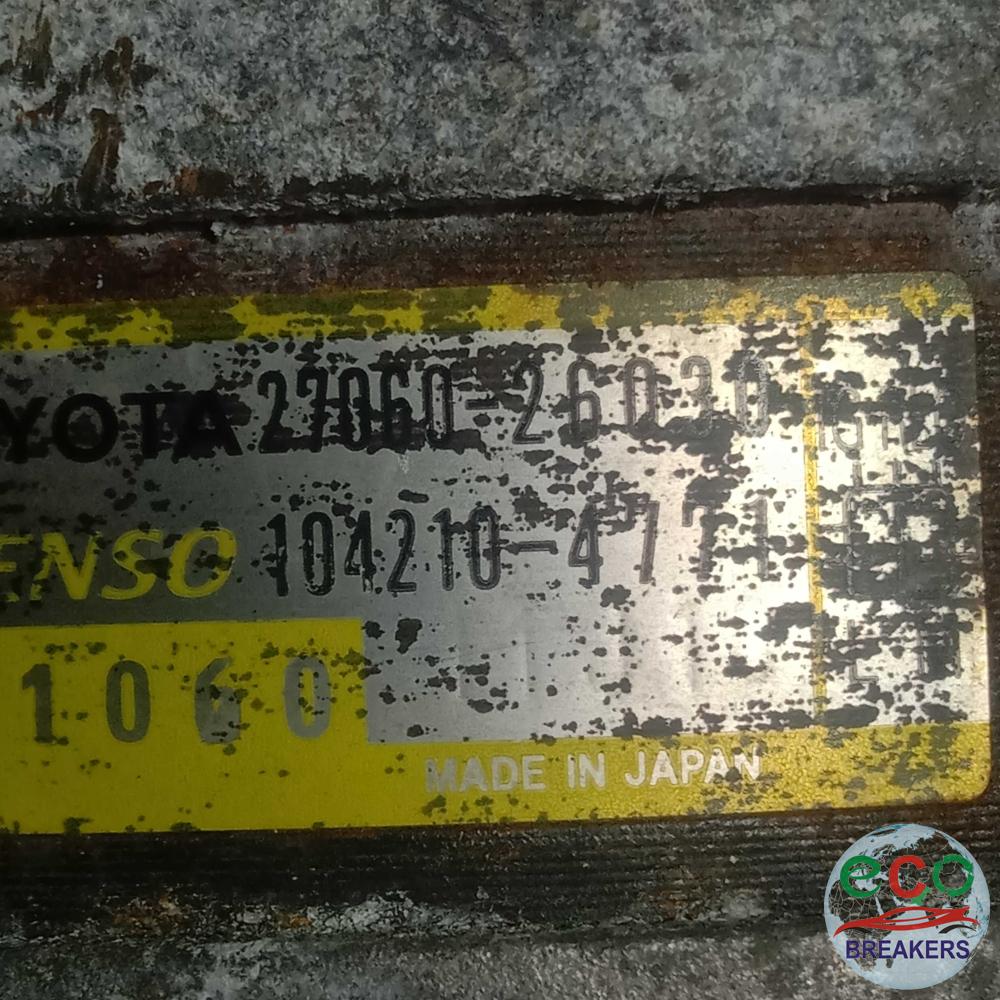 YOTA 27060-26030
ENSO 104210-4771
1060
MADE IN JAPAN
eco
BREAKERS